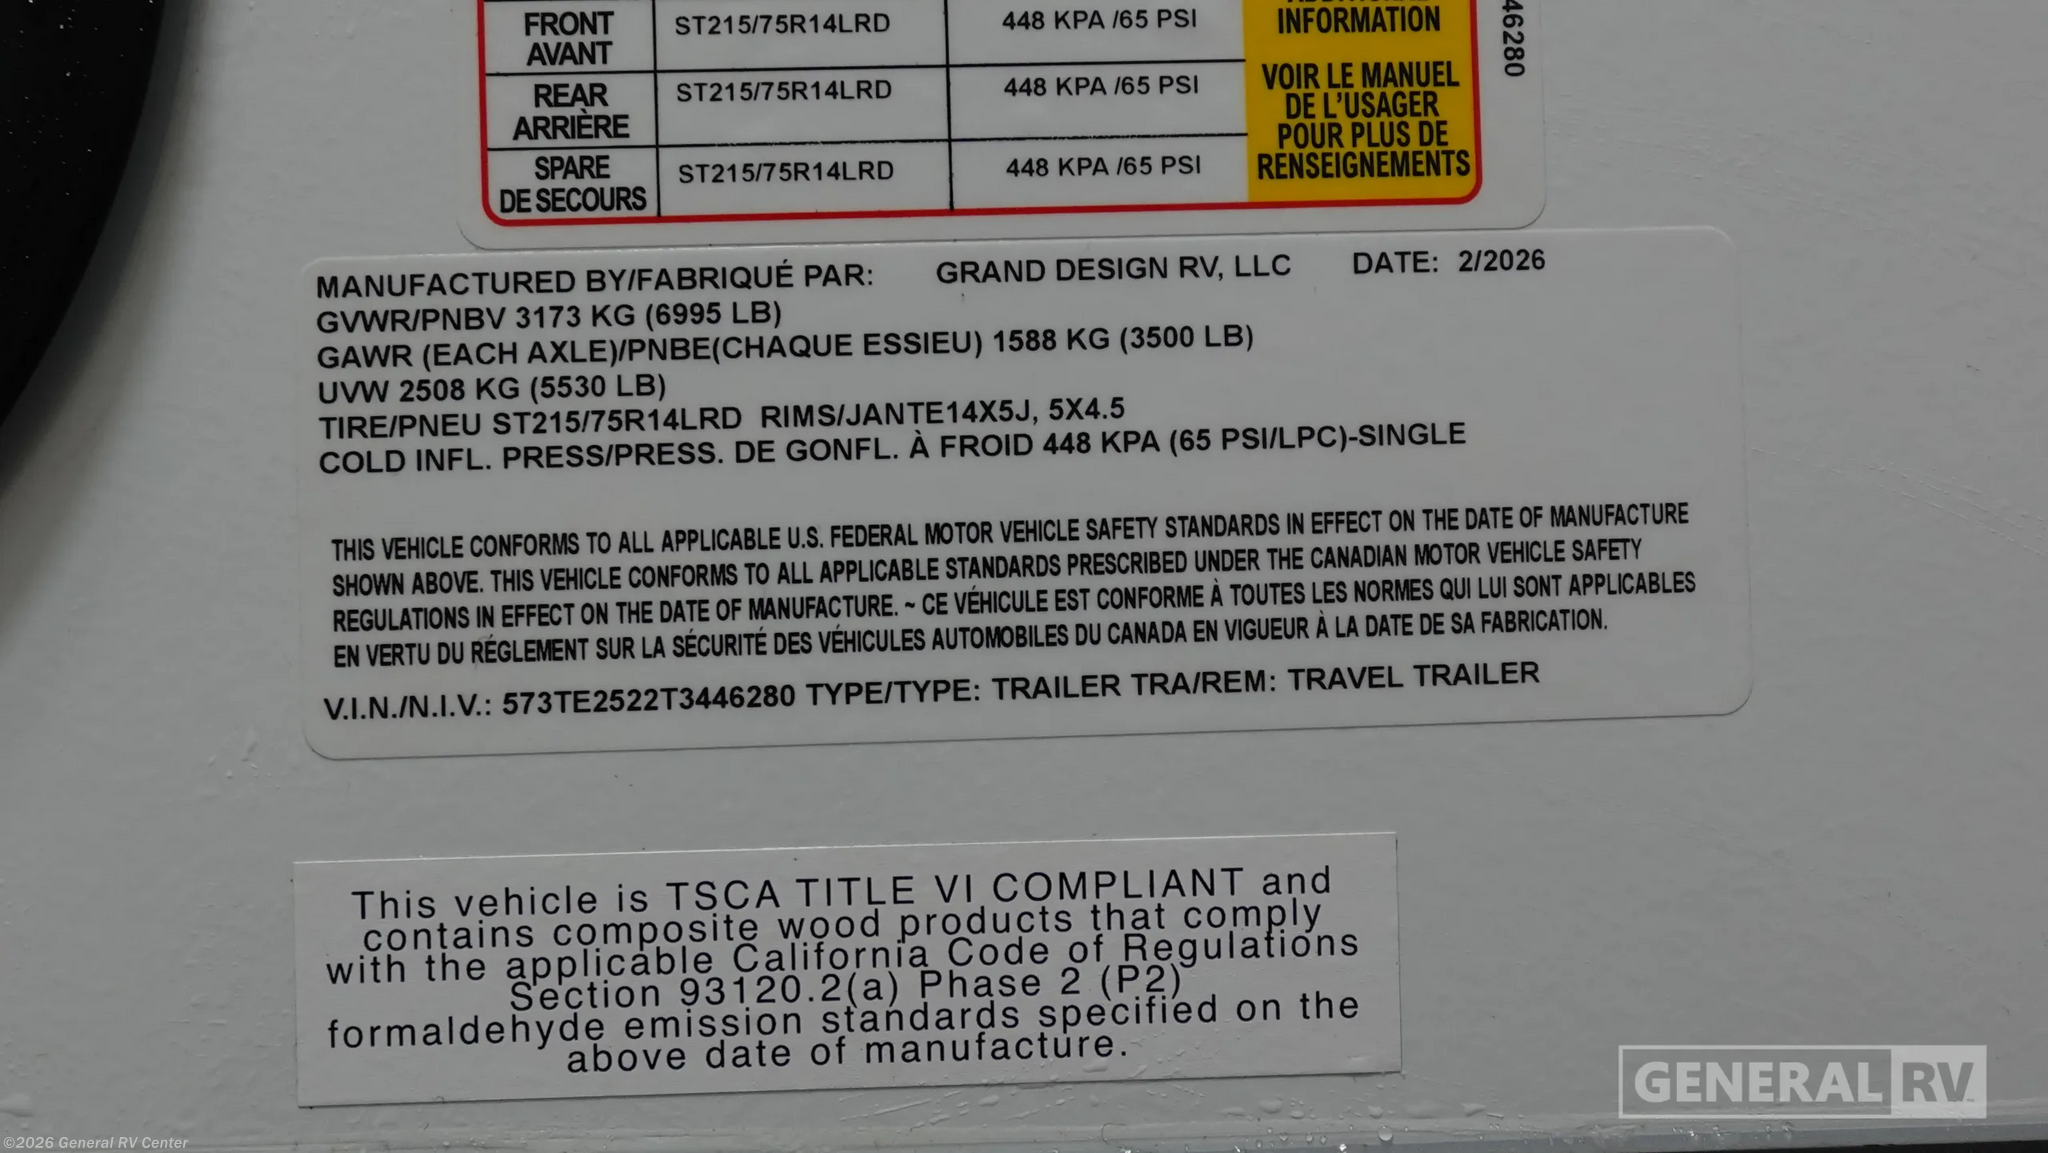 FRONT
AVANT
ST215/75R14LRD
448 KPA /65 PSI
REAR
ARRIÈRE
ST215/75R14LRD
448 KPA /65 PSI
SPARE
DE SECOURS
ST215/75R14LRD
448 KPA /65 PSI
INFORMATION
VOIR LE MANUEL
DE L'USAGER
POUR PLUS DE
RENSEIGNEMENTS
46280
MANUFACTURED BY/FABRIQUÉ PAR: GRAND DESIGN RV, LLC DATE: 2/2026
GVWR/PNBV 3173 KG (6995 LB)
GAWR (EACH AXLE)/PNBE(CHAQUE ESSIEU) 1588 KG (3500 LB)
UVW 2508 KG (5530 LB)
TIRE/PNEU ST215/75R14LRD RIMS/JANTE14X5J, 5X4.5
COLD INFL. PRESS/PRESS. DE GONFL. À FROID 448 KPA (65 PSI/LPC)-SINGLE
THIS VEHICLE CONFORMS TO ALL APPLICABLE U.S. FEDERAL MOTOR VEHICLE SAFETY STANDARDS IN EFFECT ON THE DATE OF MANUFACTURE
SHOWN ABOVE. THIS VEHICLE CONFORMS TO ALL APPLICABLE STANDARDS PRESCRIBED UNDER THE CANADIAN MOTOR VEHICLE SAFETY
REGULATIONS IN EFFECT ON THE DATE OF MANUFACTURE. ~ CE VÉHICULE EST CONFORME À TOUTES LES NORMES QUI LUI SONT APPLICABLES
EN VERTU DU RÉGLEMENT SUR LA SÉCURITÉ DES VÉHICULES AUTOMOBILES DU CANADA EN VIGUEUR À LA DATE DE SA FABRICATION.
V.I.N./N.I.V.: 573TE2522T3446280 TYPE/TYPE: TRAILER TRA/REM: TRAVEL TRAILER
This vehicle is TSCA TITLE VI COMPLIANT and
contains composite wood products that comply
with the applicable California Code of Regulations
Section 93120.2(a) Phase 2 (P2)
formaldehyde emission standards specified on the
above date of manufacture.
GENERAL RV
©2026 General RV Center